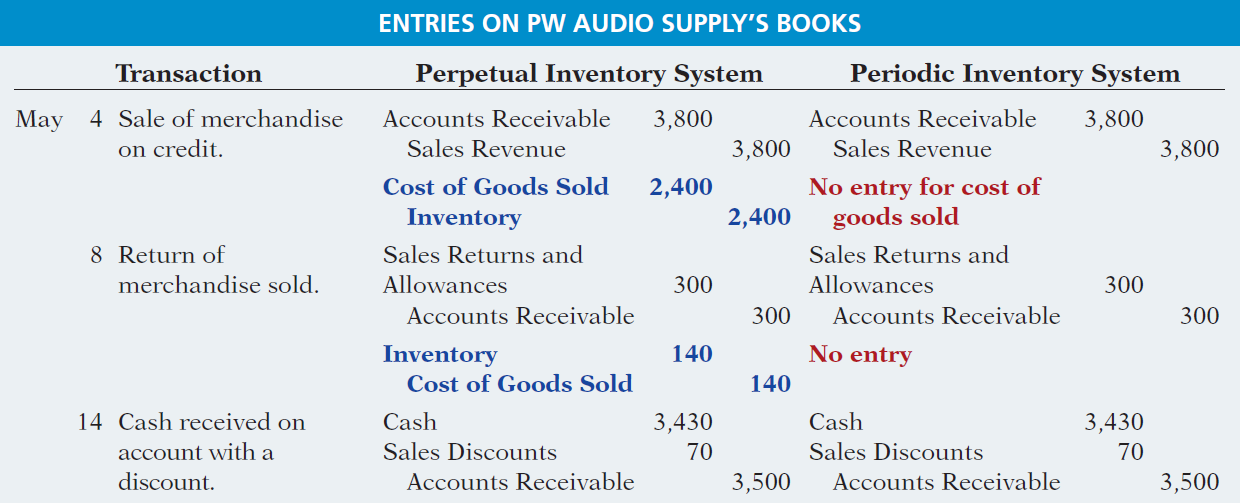 ENTRIES ON PW AUDIO SUPPLY'S BOOKS
Transaction Perpetual Inventory System Periodic Inventory System
May 4 Sale of merchandise Accounts Receivable 3,800 Accounts Receivable 3,800
on credit. Sales Revenue 3,800 Sales Revenue 3,800
Cost of Goods Sold 2,400 No entry for cost of
Inventory 2,400 goods sold
8 Return of Sales Returns and Sales Returns and
merchandise sold. Allowances 300 Allowances 300
Accounts Receivable 300 Accounts Receivable 300
Inventory 140 No entry
Cost of Goods Sold 140
14 Cash received on Cash 3,430 Cash 3,430
account with a Sales Discounts 70 Sales Discounts 70
discount. Accounts Receivable 3,500 Accounts Receivable 3,500